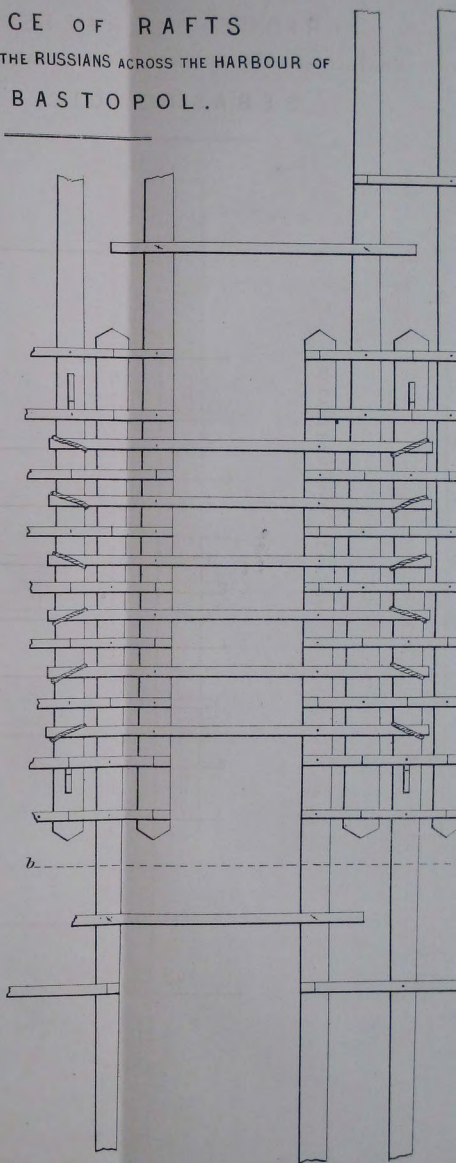 GE OF RAFTS
THE RUSSIANS ACROSS THE HARBOUR OF
BASTOPOL.
b